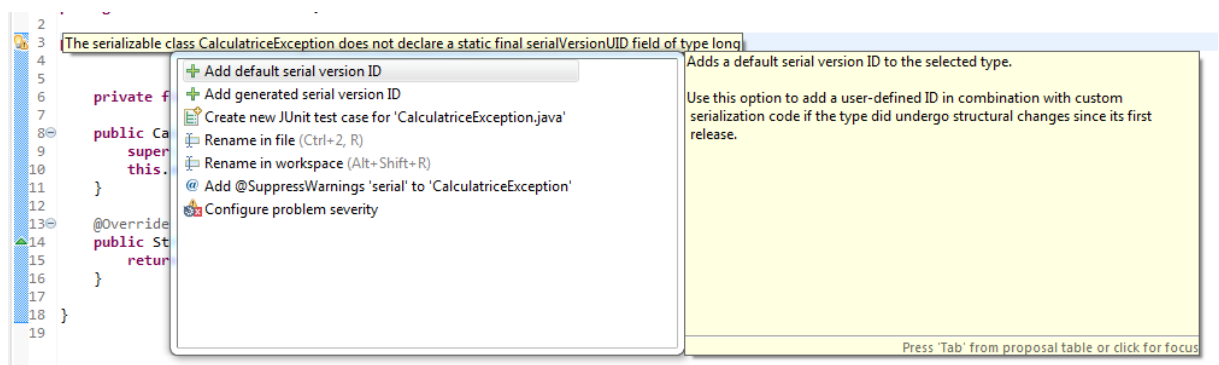 2
3 The serializable class CalculatriceException does not declare a static final serialVersionUID field of type long
4
5
6 private f
7
8 public Ca
9 super
10 this.
11 }
12
13 @Override
14 public St
15 retur
16 }
17
18 }
19
Add default serial version ID
Add generated serial version ID
Create new JUnit test case for 'CalculatriceException.java'
Rename in file (Ctrl+2, R)
Rename in workspace (Alt+Shift+R)
Add @SuppressWarnings 'serial' to 'CalculatriceException'
Configure problem severity
Adds a default serial version ID to the selected type.
Use this option to add a user-defined ID in combination with custom
serialization code if the type did undergo structural changes since its first
release.
Press 'Tab' from proposal table or click for focus